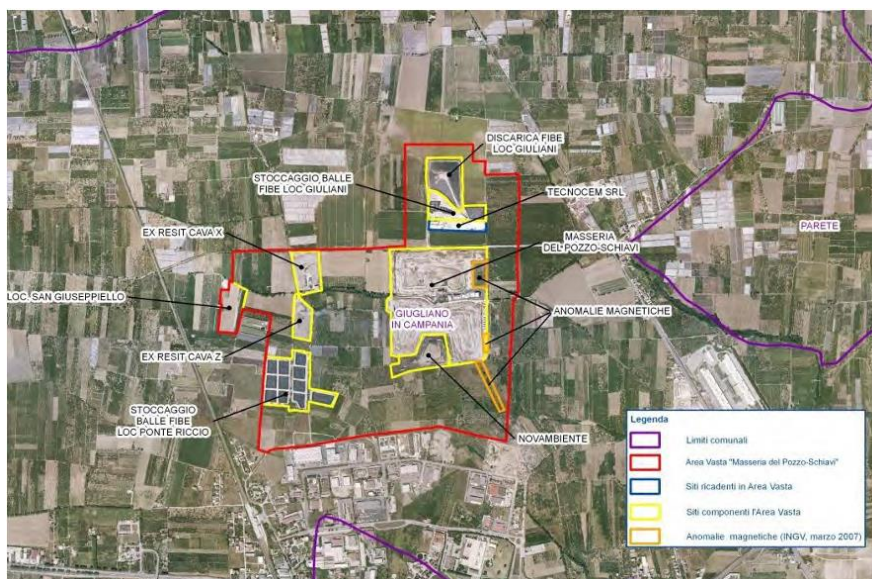 DISCARICA FIBE
LOC GIULIANI
STOCCAGGIO BALLE
FIBE LOC GIULIANI
TECNOCEM SRL
EX RESIT CAVA X
MASSERIA
DEL POZZO-SCHIAVI
PARETE
LOC. SAN GIUSEPPIELLO
GIUGLIANO
IN CAMPANIA
ANOMALIE MAGNETICHE
EX RESIT CAVA Z
STOCCAGGIO
BALLE FIBE
LOC PONTE RICCIO
NOVAMBIENTE
Legenda
Limiti comunali
Area Vasta "Masseria del Pozzo-Schiavi"
Siti ricadenti in Area Vasta
Siti componenti l'Area Vasta
Anomalie magnetiche (INGV, marzo 2007)